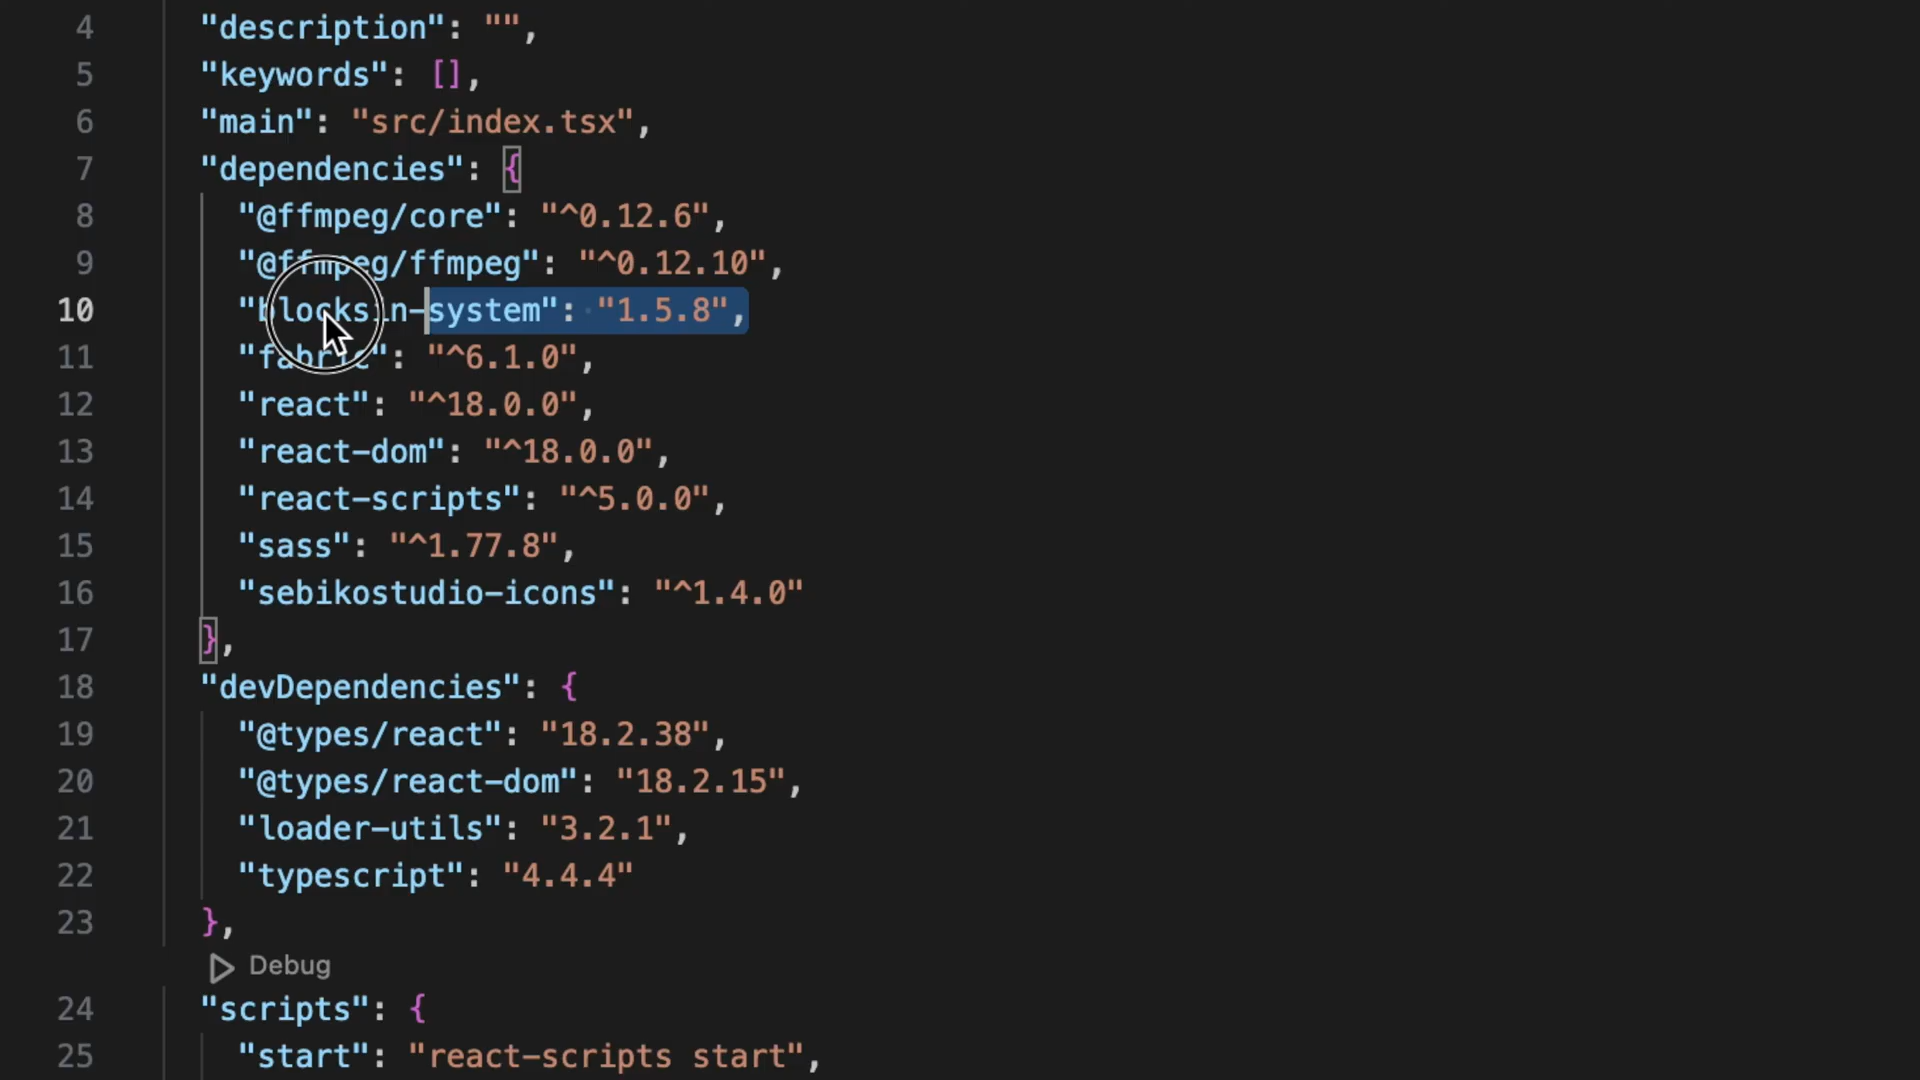 4 "description": "",
5 "keywords": [],
6 "main": "src/index.tsx",
7 "dependencies": {
8 "@ffmpeg/core": "^0.12.6",
9 "@ffmpeg/ffmpeg": "^0.12.10",
10 "blocksin-system": "1.5.8",
11 "fabric": "^6.1.0",
12 "react": "^18.0.0",
13 "react-dom": "^18.0.0",
14 "react-scripts": "^5.0.0",
15 "sass": "^1.77.8",
16 "sebikostudio-icons": "^1.4.0"
17 },
18 "devDependencies": {
19 "@types/react": "18.2.38",
20 "@types/react-dom": "18.2.15",
21 "loader-utils": "3.2.1",
22 "typescript": "4.4.4"
23 },
Debug
24 "scripts": {
25 "start": "react-scripts start",